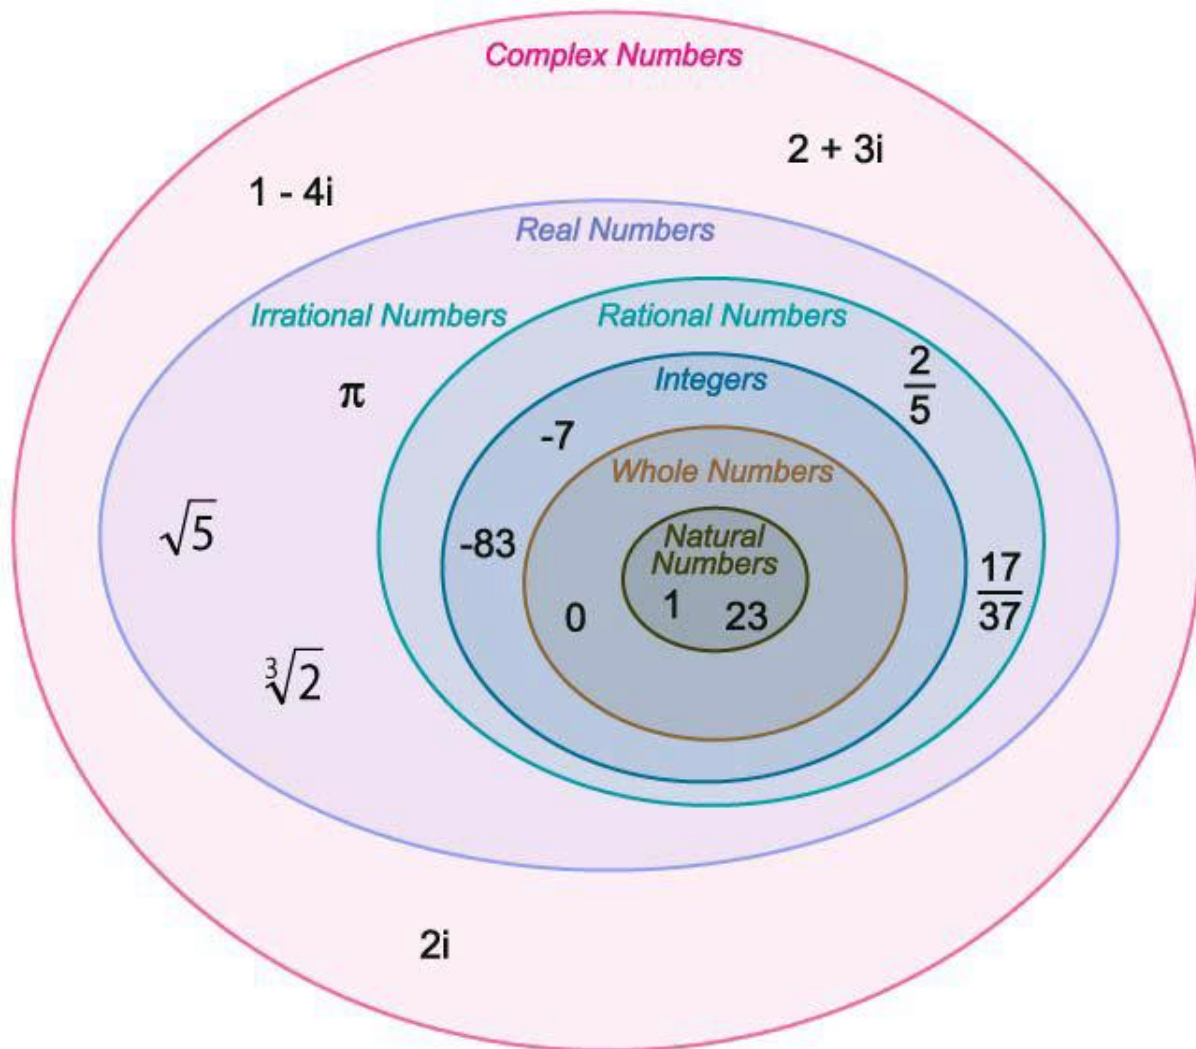 Complex Numbers
2 + 3i
1 - 4i
Real Numbers
Irrational Numbers
Rational Numbers
π
2/5
Integers
-7
Whole Numbers
√5
-83
Natural
Numbers
17/37
0
1
23
∛2
2i